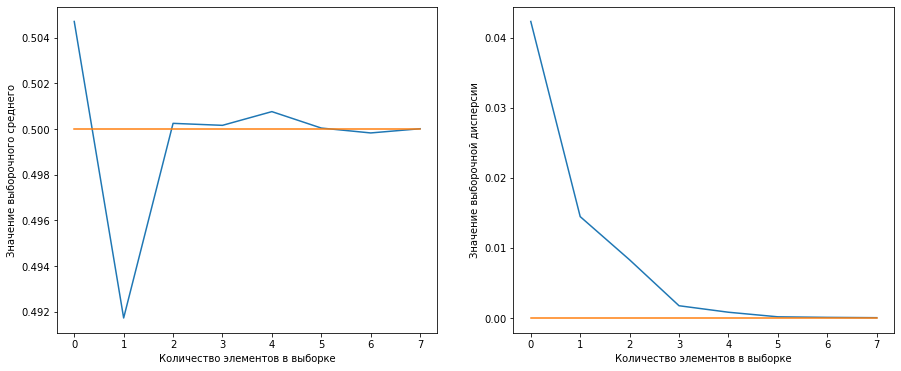 Значение выборочного среднего
0.504
0.502
0.500
0.498
0.496
0.494
0.492
0 1 2 3 4 5 6 7
Количество элементов в выборке
Значение выборочной дисперсии
0.04
0.03
0.02
0.01
0.00
0 1 2 3 4 5 6 7
Количество элементов в выборке